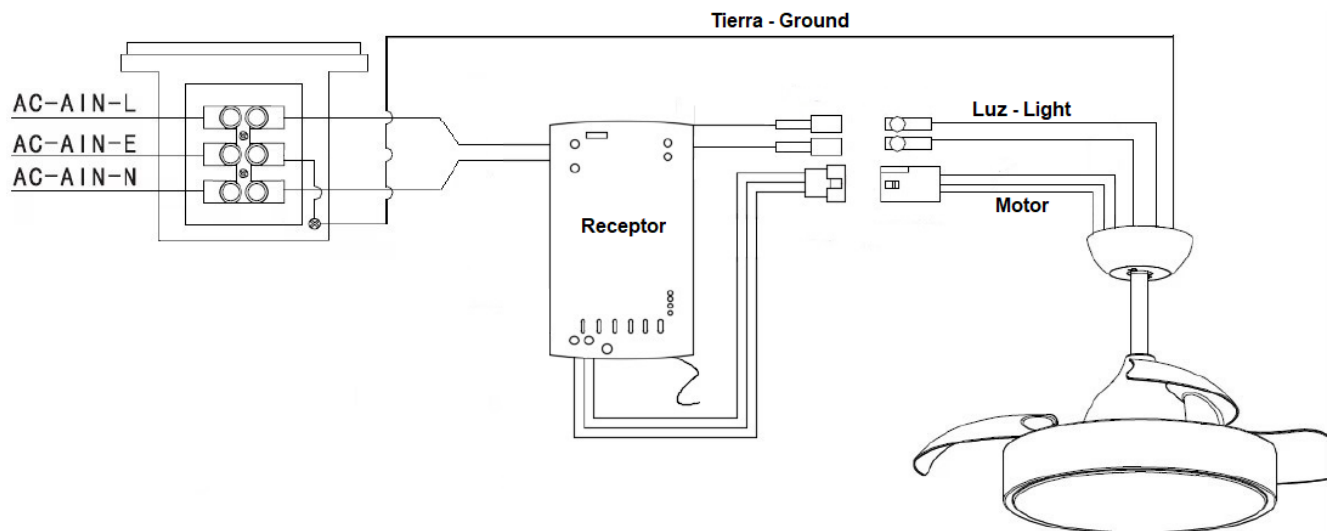 Tierra - Ground
AC-AIN-L
AC-AIN-E
AC-AIN-N
Luz - Light
Motor
Receptor